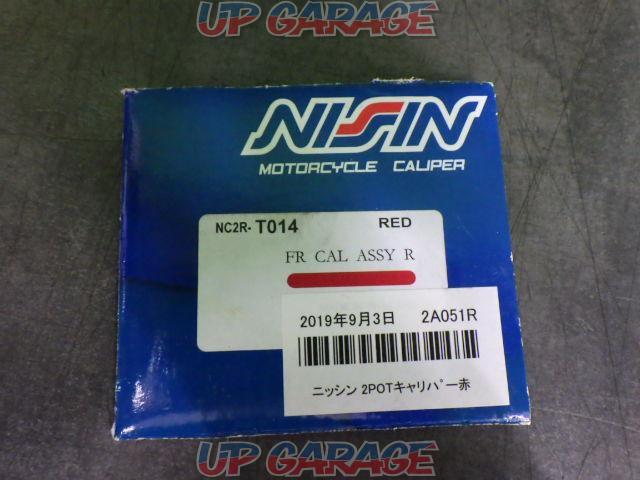 UP GARAGE
NISSIN
MOTORCYCLE CALIPER
NC2R- T014 RED
FR CAL ASSY R
2019年9月3日 2A051R
ニッシン 2POTキャリパー赤
UP GARAGE